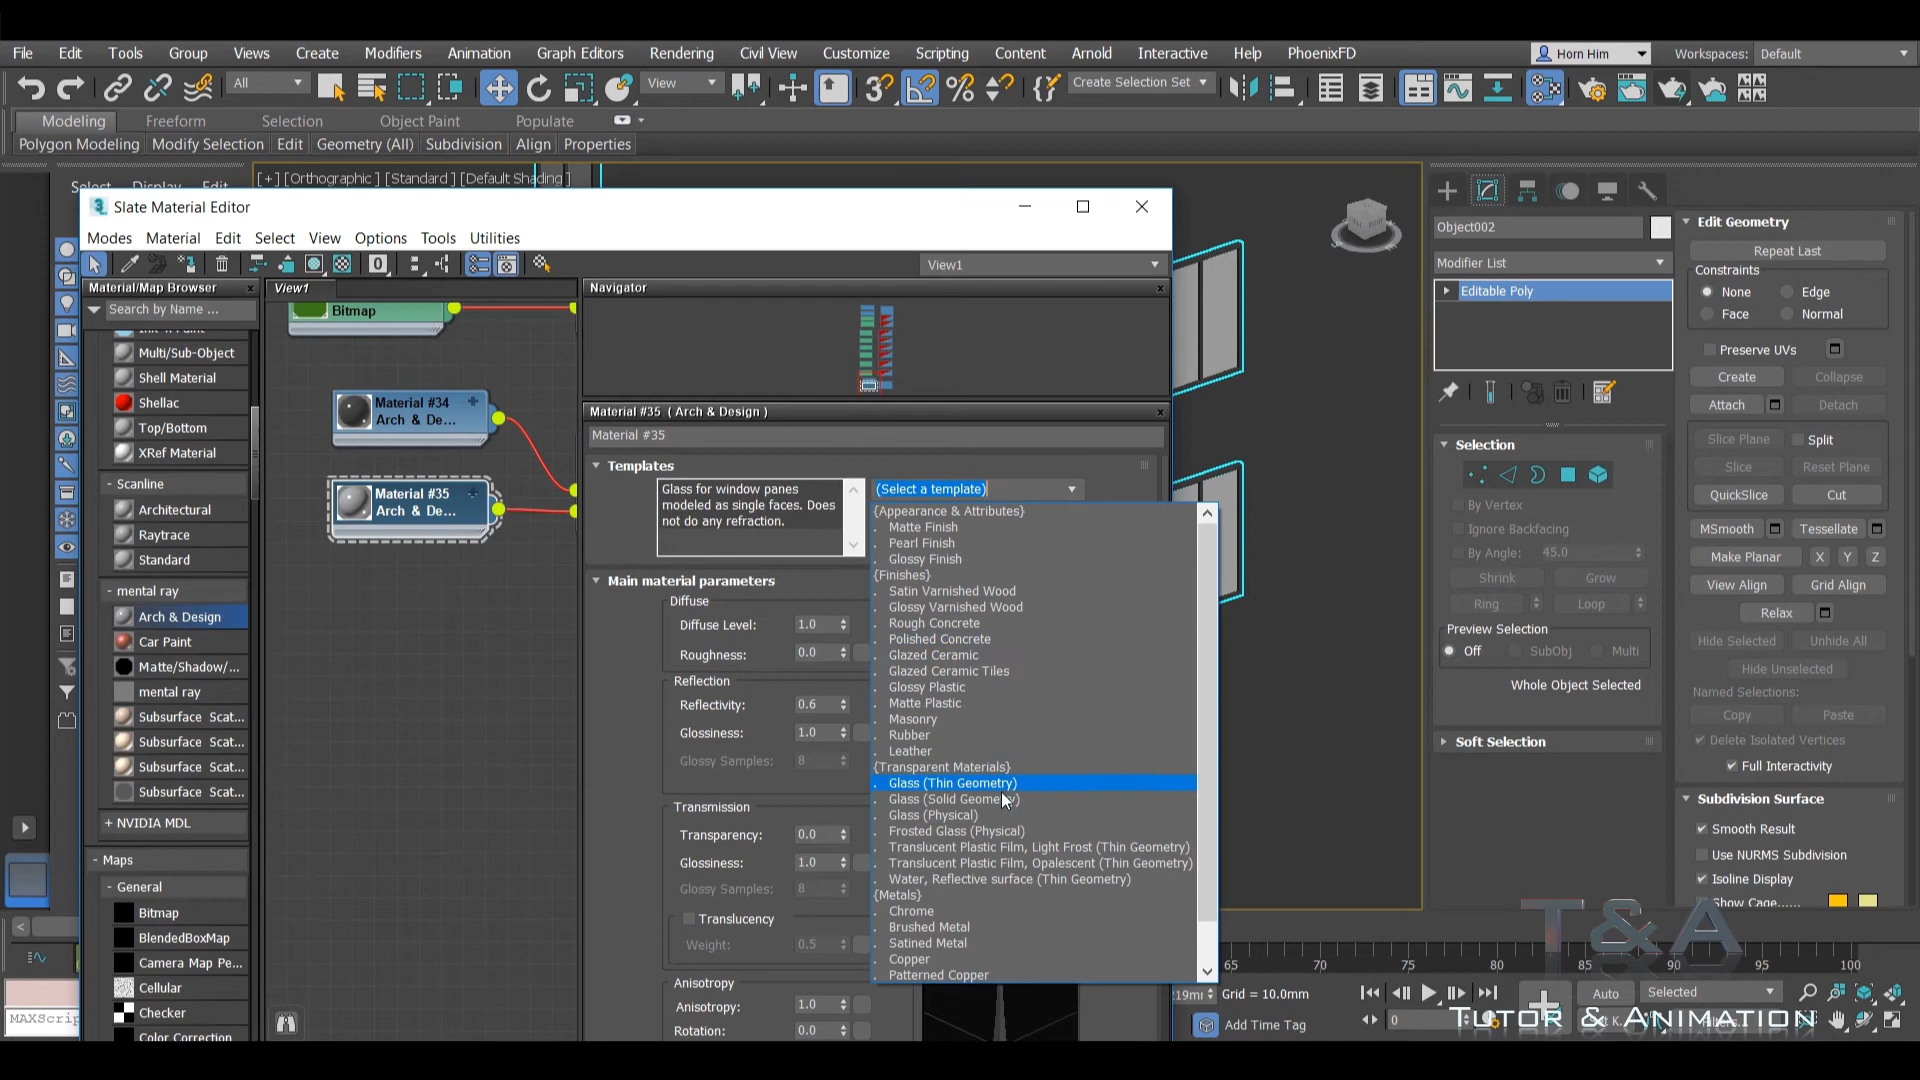 File Edit Tools Group Views Create Modifiers Animation Graph Editors Rendering Civil View Customize Scripting Content Arnold Interactive Help PhoenixFD Horn Him Workspaces: Default
All View Create Selection Set
Modeling Freeform Selection Object Paint Populate
Polygon Modeling Modify Selection Edit Geometry (All) Subdivision Align Properties
[+] [Orthographic ] [Standard ] [Default Shading ]
Select Display Edit
Slate Material Editor
Modes Material Edit Select View Options Tools Utilities
View1
Material/Map Browser
Search by Name ...
Multi/Sub-Object
Shell Material
Shellac
Top/Bottom
XRef Material
- Scanline
Architectural
Raytrace
Standard
- mental ray
Arch & Design
Car Paint
Matte/Shadow/...
mental ray
Subsurface Scat...
Subsurface Scat...
Subsurface Scat...
Subsurface Scat...
+ NVIDIA MDL
- Maps
- General
Bitmap
BlendedBoxMap
Camera Map Pe...
Cellular
Checker
Color Correction
MAXScrip
View1
Bitmap
Material #34
Arch & De...
Material #35
Arch & De...
Navigator
Material #35 ( Arch & Design )
Material #35
Templates
Glass for window panes
modeled as single faces. Does
not do any refraction.
(Select a template)
{Appearance & Attributes}
. Matte Finish
. Pearl Finish
. Glossy Finish
{Finishes}
. Satin Varnished Wood
. Glossy Varnished Wood
. Rough Concrete
. Polished Concrete
. Glazed Ceramic
. Glazed Ceramic Tiles
. Glossy Plastic
. Matte Plastic
. Masonry
. Rubber
. Leather
{Transparent Materials}
. Glass (Thin Geometry)
. Glass (Solid Geometry)
. Glass (Physical)
. Frosted Glass (Physical)
. Translucent Plastic Film, Light Frost (Thin Geometry)
. Translucent Plastic Film, Opalescent (Thin Geometry)
. Water, Reflective surface (Thin Geometry)
{Metals}
. Chrome
. Brushed Metal
. Satined Metal
. Copper
. Patterned Copper
Main material parameters
Diffuse
Diffuse Level: 1.0
Roughness: 0.0
Reflection
Reflectivity: 0.6
Glossiness: 1.0
Glossy Samples: 8
Transmission
Transparency: 0.0
Glossiness: 1.0
Glossy Samples: 8
Translucency
Weight: 0.5
Anisotropy
Anisotropy: 1.0
Rotation: 0.0
Object002
Modifier List
Editable Poly
Selection
By Vertex
Ignore Backfacing
By Angle: 45.0
Shrink Grow
Ring Loop
Preview Selection
Off SubObj Multi
Whole Object Selected
Soft Selection
Edit Geometry
Repeat Last
Constraints
None Edge
Face Normal
Preserve UVs
Create Collapse
Attach Detach
Slice Plane Split
Slice Reset Plane
QuickSlice Cut
MSmooth Tessellate
Make Planar X Y Z
View Align Grid Align
Relax
Hide Selected Unhide All
Hide Unselected
Named Selections:
Copy Paste
Delete Isolated Vertices
Full Interactivity
Subdivision Surface
Smooth Result
Use NURMS Subdivision
Isoline Display
Show Cage......
T&A
65 70 75 80 85 90 95 100
Grid = 10.0mm
Auto Selected
0
Add Time Tag
TUTOR & ANIMATION